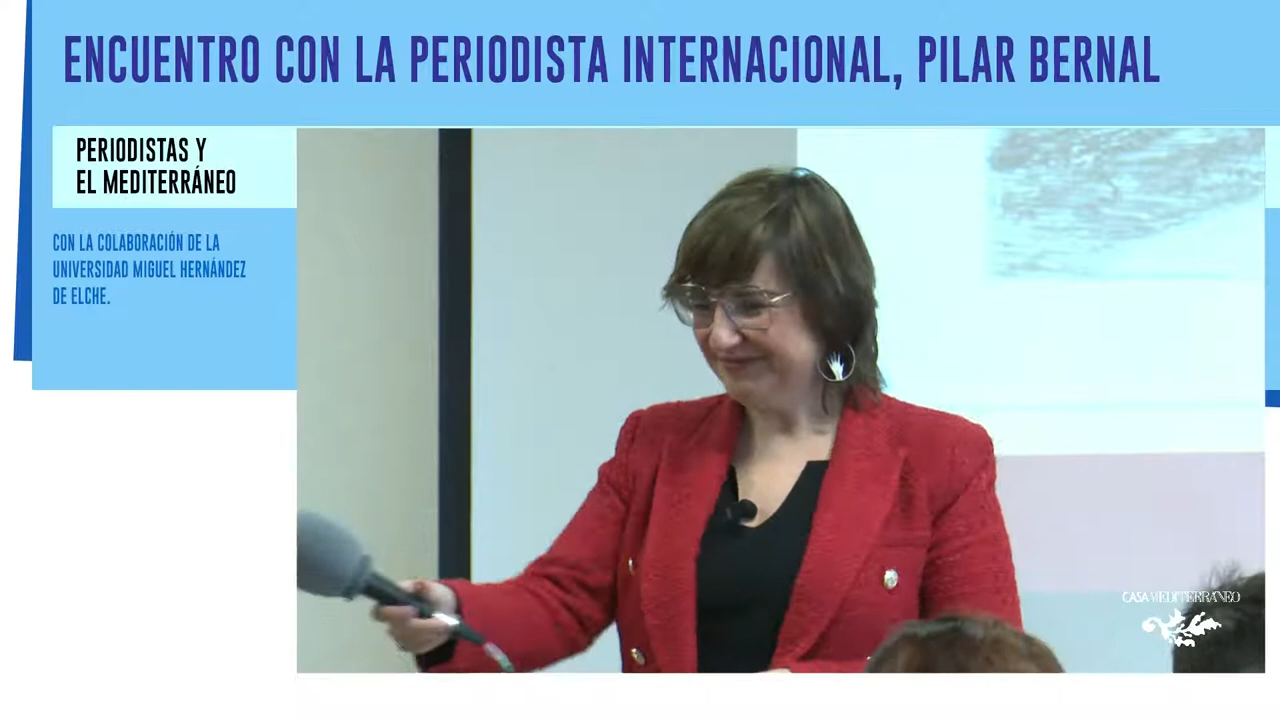 ENCUENTRO CON LA PERIODISTA INTERNACIONAL, PILAR BERNAL
PERIODISTAS Y
EL MEDITERRÁNEO
CON LA COLABORACIÓN DE LA
UNIVERSIDAD MIGUEL HERNÁNDEZ
DE ELCHE.
CASA MEDITERRÁNEO